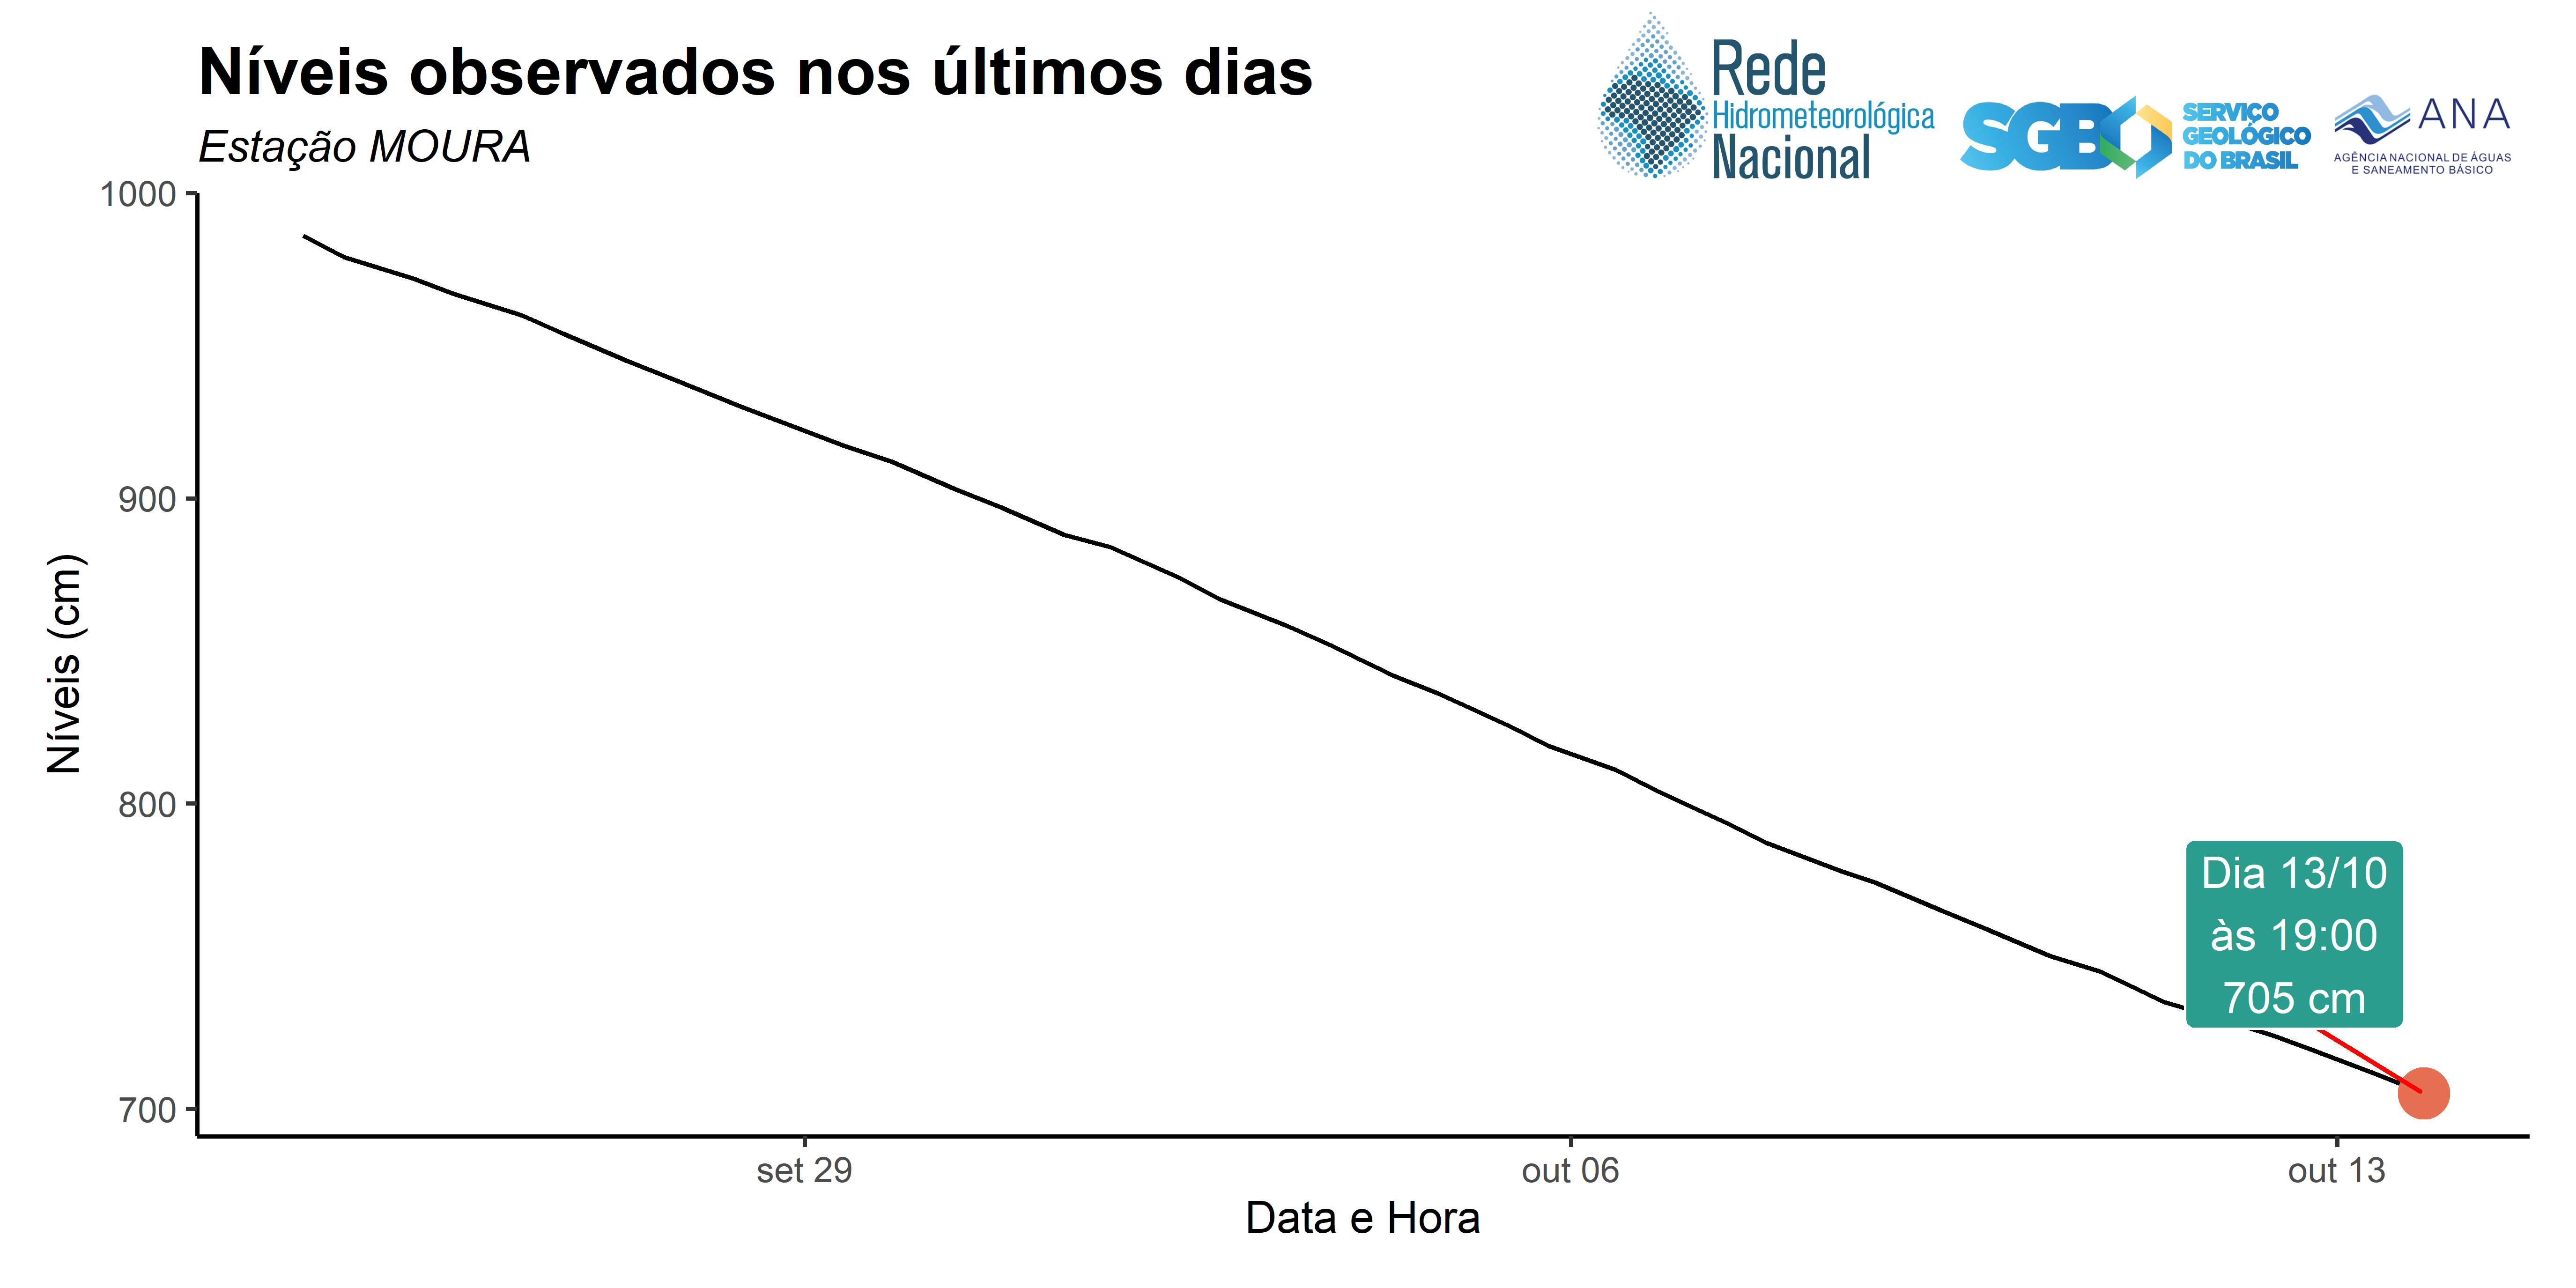 Níveis observados nos últimos dias
Estação MOURA
Rede
Hidrometeorológica
Nacional
SGB
SERVIÇO
GEOLÓGICO
DO BRASIL
ANA
AGÊNCIA NACIONAL DE ÁGUAS
E SANEAMENTO BÁSICO
Níveis (cm)
1000
900
800
700
Dia 13/10
às 19:00
705 cm
set 29
out 06
out 13
Data e Hora